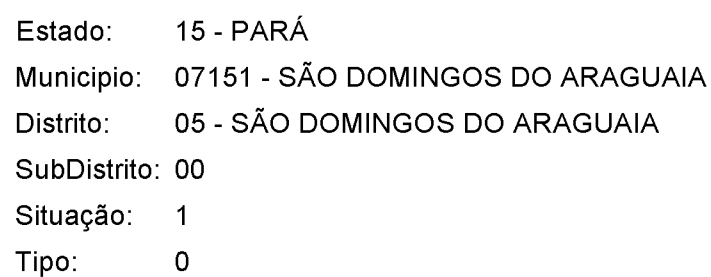 Estado: 15 - PARÁ
Municipio: 07151 - SÃO DOMINGOS DO ARAGUAIA
Distrito: 05 - SÃO DOMINGOS DO ARAGUAIA
SubDistrito: 00
Situação: 1
Tipo: 0